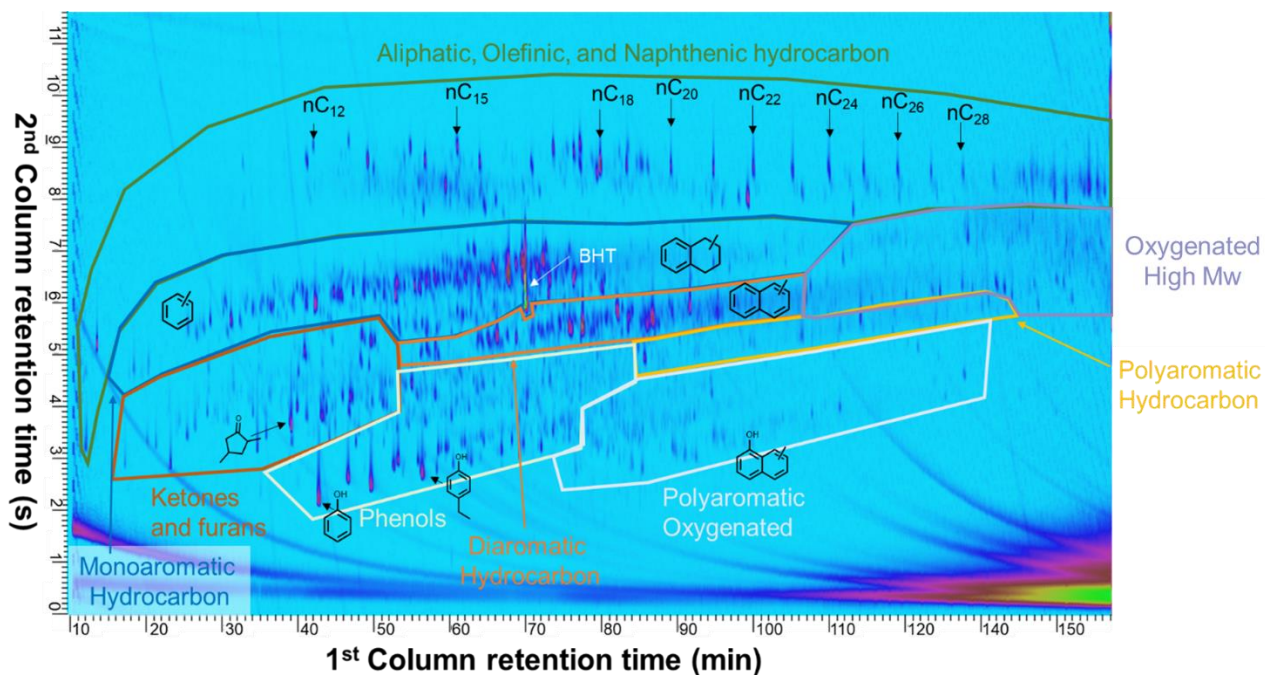 Aliphatic, Olefinic, and Naphthenic hydrocarbon
nC₁₂
nC₁₅
nC₁₈
nC₂₀
nC₂₂
nC₂₄
nC₂₆
nC₂₈
BHT
Oxygenated
High Mw
Polyaromatic
Hydrocarbon
O
OH
OH
OH
Ketones
and furans
Phenols
Polyaromatic
Oxygenated
Diaromatic
Hydrocarbon
Monoaromatic
Hydrocarbon
2nd Column retention time (s)
11
10
9
8
7
6
5
4
3
2
1
0
10
20
30
40
50
60
70
80
90
100
110
120
130
140
150
1st Column retention time (min)